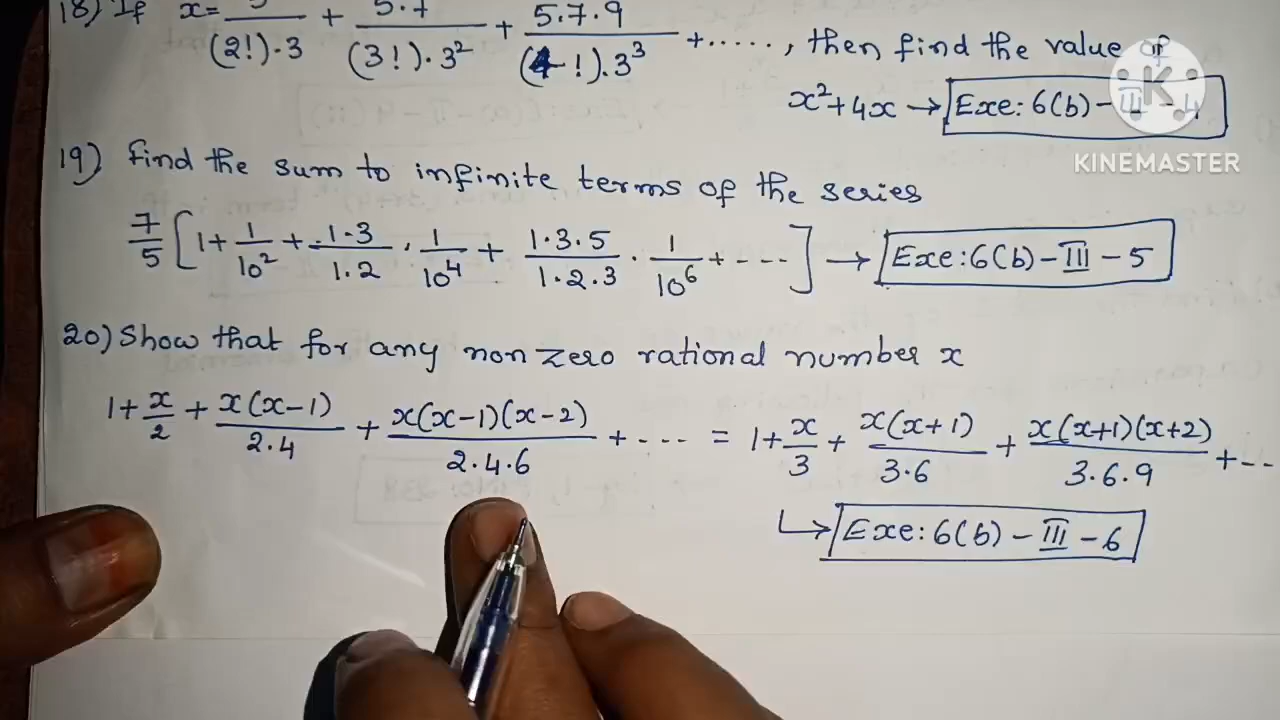 18) If x = 5/(2!)·3 + 5·7/(3!)·3² + 5·7·9/(4!)·3³ + ....., then find the value of
x² + 4x → Exe: 6(b) – III – 4
KINEMASTER
19) Find the sum to infinite terms of the series
7/5 [1 + 1/10² + 1·3/1.2 · 1/10⁴ + 1·3·5/1·2·3 · 1/10⁶ + ---] → Exe: 6(b) – III – 5
20) Show that for any non zero rational number x
1 + x/2 + x(x–1)/2·4 + x(x–1)(x–2)/2·4·6 + --- = 1 + x/3 + x(x+1)/3·6 + x(x+1)(x+2)/3·6·9 + --
↳ Exe: 6(b) – III – 6